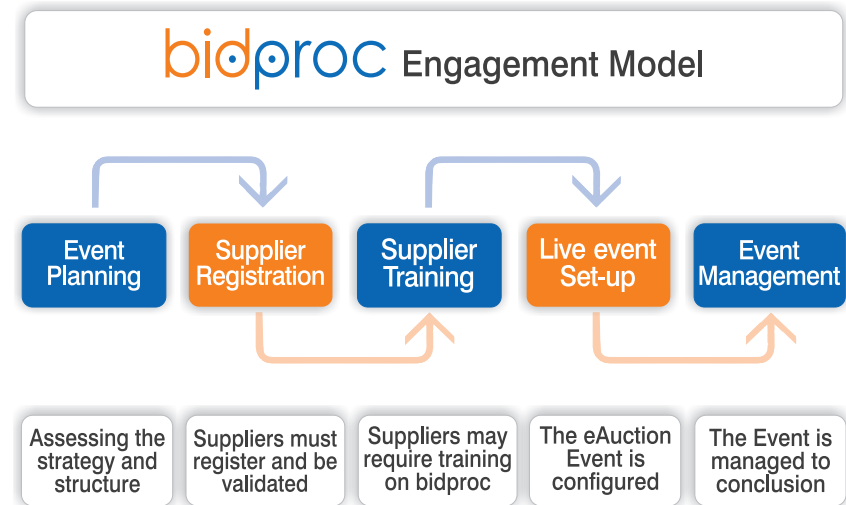 bidproc Engagement Model
Event
Planning
Supplier
Registration
Supplier
Training
Live event
Set-up
Event
Management
Assessing the
strategy and
structure
Suppliers must
register and be
validated
Suppliers may
require training
on bidproc
The eAuction
Event is
configured
The Event is
managed to
conclusion